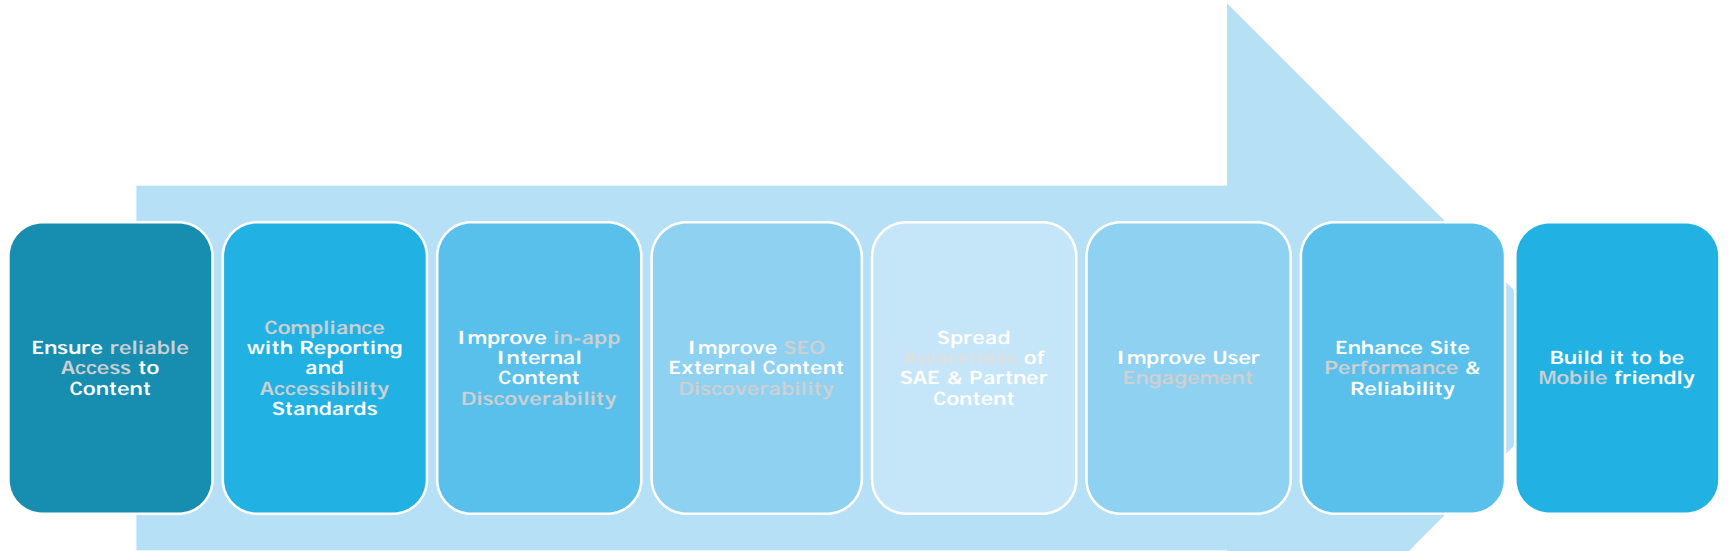 Ensure reliable
Access to
Content
Compliance
with Reporting
and
Accessibility
Standards
Improve in-app
Internal
Content
Discoverability
Improve SEO
External Content
Discoverability
Spread
of
SAE & Partner
Content
Improve User
Engagement
Enhance Site
Performance &
Reliability
Build it to be
Mobile friendly